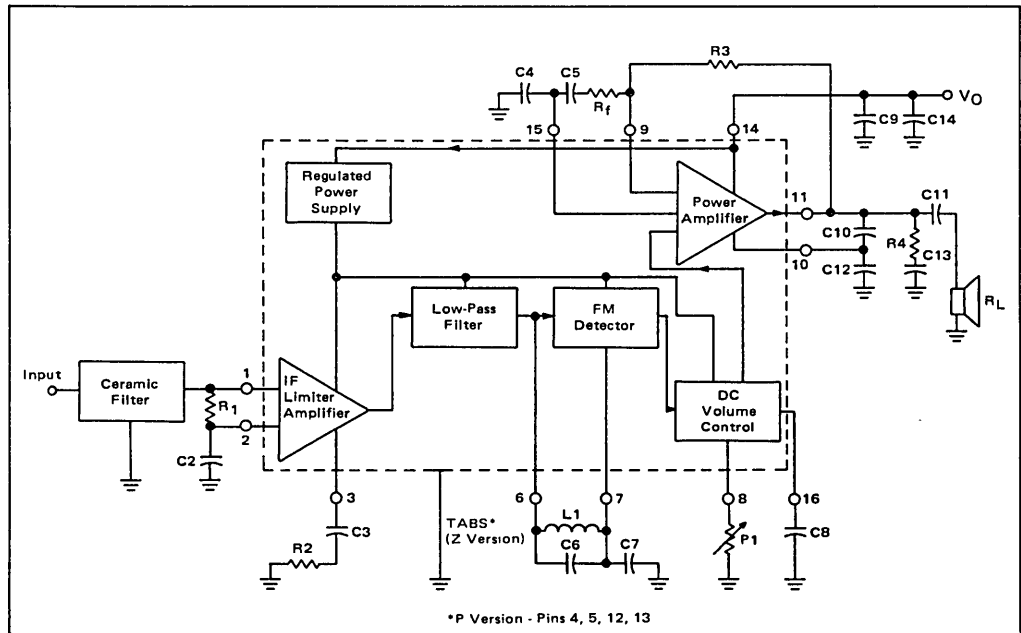 R3
C4 C5
Rf
VO
C9 C14
15 9 14
Regulated
Power
Supply
Power
Amplifier
11
C11
C10
R4
C13
10
C12
RL
Low-Pass
Filter
FM
Detector
Input
Ceramic
Filter
1
R1
2
C2
IF
Limiter
Amplifier
DC
Volume
Control
3
C3
R2
TABS*
(Z Version)
6 7
L1
C6 C7
8
P1
16
C8
*P Version - Pins 4, 5, 12, 13